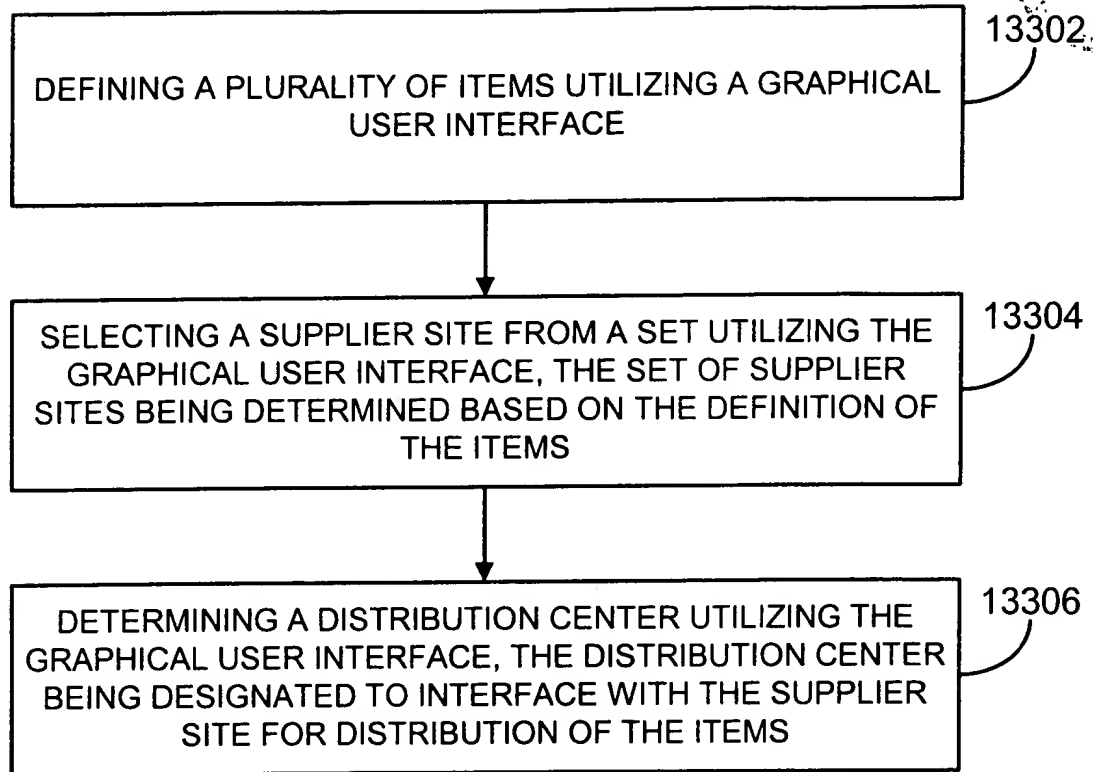 13302
DEFINING A PLURALITY OF ITEMS UTILIZING A GRAPHICAL
USER INTERFACE
13304
SELECTING A SUPPLIER SITE FROM A SET UTILIZING THE
GRAPHICAL USER INTERFACE, THE SET OF SUPPLIER
SITES BEING DETERMINED BASED ON THE DEFINITION OF
THE ITEMS
13306
DETERMINING A DISTRIBUTION CENTER UTILIZING THE
GRAPHICAL USER INTERFACE, THE DISTRIBUTION CENTER
BEING DESIGNATED TO INTERFACE WITH THE SUPPLIER
SITE FOR DISTRIBUTION OF THE ITEMS